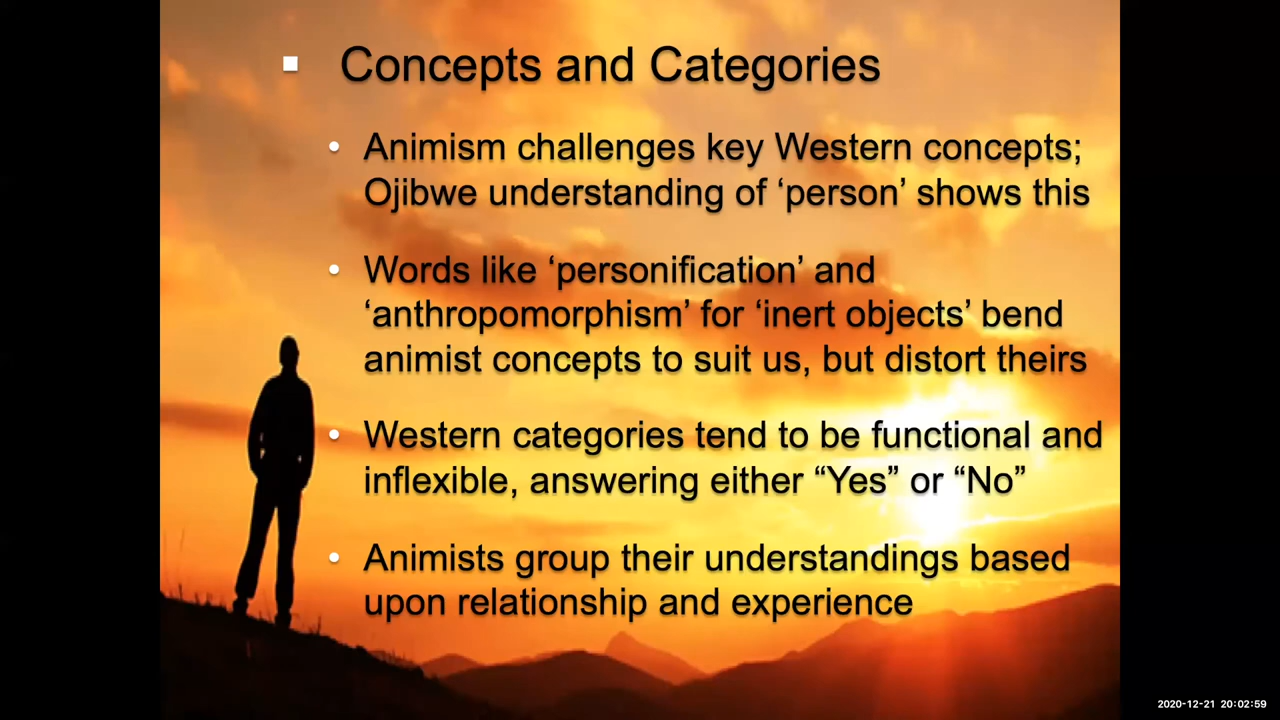 Concepts and Categories
Animism challenges key Western concepts;
Ojibwe understanding of ‘person’ shows this
Words like ‘personification’ and
‘anthropomorphism’ for ‘inert objects’ bend
animist concepts to suit us, but distort theirs
Western categories tend to be functional and
inflexible, answering either “Yes” or “No”
Animists group their understandings based
upon relationship and experience
2020-12-21 20:02:59